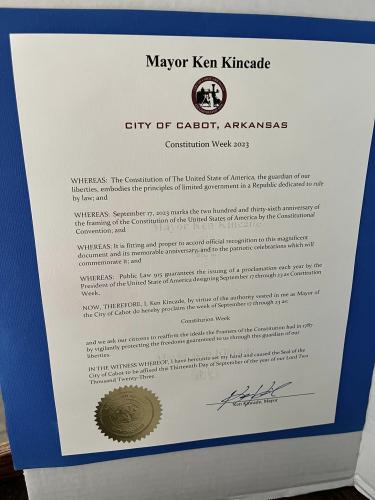 Mayor Ken Kincade
CITY OF CABOT, ARKANSAS
Constitution Week 2023
WHEREAS: The Constitution of The United State of America, the guardian of our
liberties, embodies the principles of limited government in a Republic dedicated to rule
by law; and
WHEREAS: September 17, 2023 marks the two hundred and thirty-sixth anniversary of
the framing of the Constitution of the United States of America by the Constitutional
Convention; and
WHEREAS: It is fitting and proper to accord official recognition to this magnificent
document and its memorable anniversary, and to the patriotic celebrations which will
commemorate it; and
WHEREAS: Public Law 915 guarantees the issuing of a proclamation each year by the
President of the United State of America designing September 17 through 23 as Constitution
Week,
NOW, THEREFORE, I, Ken Kincade, by virtue of the authority vested in me as Mayor of
the City of Cabot do hereby proclaim the week of September 17 through 23 as:
Constitution Week
and we ask our citizens to reaffirm the ideals the Framers of the Constitution had in 1787
by vigilantly protecting the freedoms guaranteed to us through this guardian of our
liberties.
IN THE WITNESS WHEREOF, I have hereunto set my hand and caused the Seal of the
City of Cabot to be affixed this Thirteenth Day of September of the year of our Lord Two
Thousand Twenty-Three.
Ken Kincade, Mayor